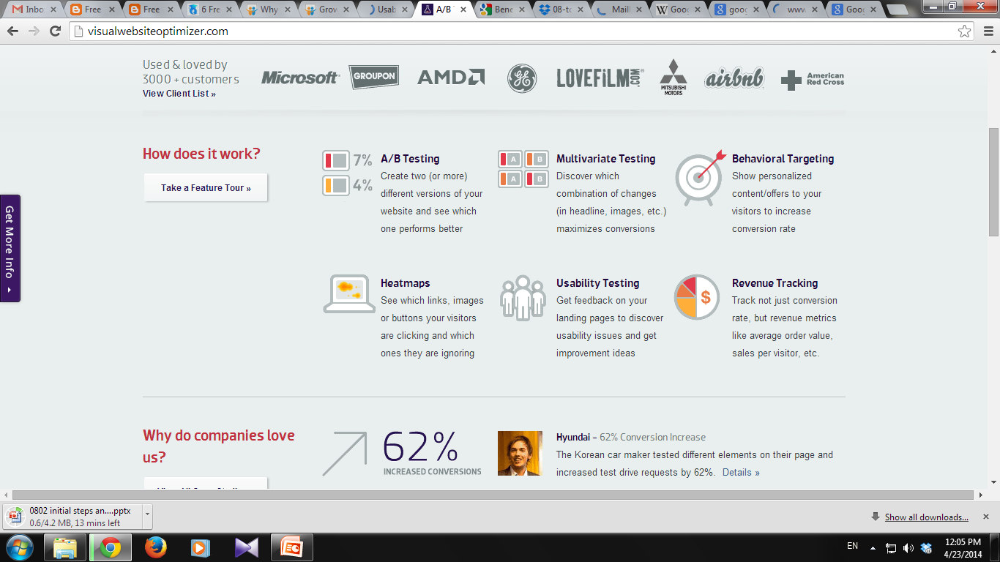 Inbo
Free
Free
6 Fre
Why
Grow
Usab
A/B
Bene
08-to
Maill
Goog
goog
www
Goog
visualwebsiteoptimizer.com
Used & loved by
3000 + customers
View Client List »
Microsoft
GROUPON
AMD
GE
LOVEFiLM.COM
MITSUBISHI
MOTORS
airbnb
American
Red Cross
How does it work?
Take a Feature Tour »
7%
4%
A/B Testing
Create two (or more)
different versions of your
website and see which
one performs better
A B
A B
Multivariate Testing
Discover which
combination of changes
(in headline, images, etc.)
maximizes conversions
Behavioral Targeting
Show personalized
content/offers to your
visitors to increase
conversion rate
Get More Info
Heatmaps
See which links, images
or buttons your visitors
are clicking and which
ones they are ignoring
Usability Testing
Get feedback on your
landing pages to discover
usability issues and get
improvement ideas
$
Revenue Tracking
Track not just conversion
rate, but revenue metrics
like average order value,
sales per visitor, etc.
Why do companies love
us?
62%
INCREASED CONVERSIONS
Hyundai – 62% Conversion Increase
The Korean car maker tested different elements on their page and
increased test drive requests by 62%. Details »
0802 initial steps an....pptx
0.6/4.2 MB, 13 mins left
Show all downloads...
EN
12:05 PM
4/23/2014